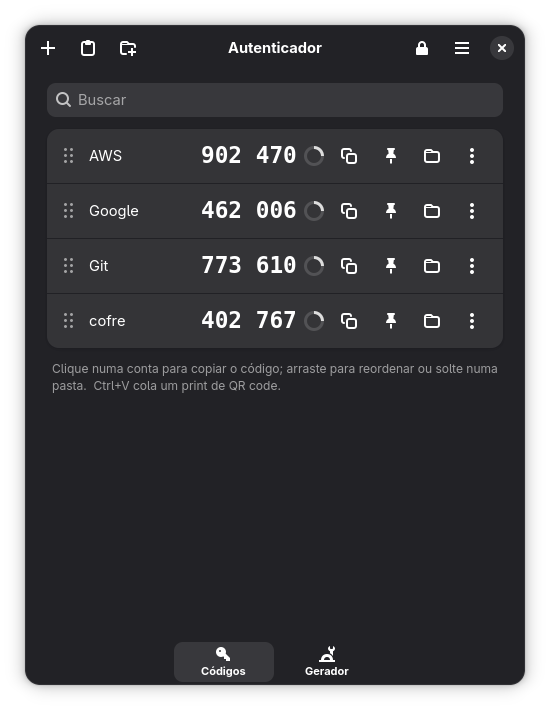 Autenticador
Buscar
AWS 902 470
Google 462 006
Git 773 610
cofre 402 767
Clique numa conta para copiar o código; arraste para reordenar ou solte numa
pasta.  Ctrl+V cola um print de QR code.
Códigos Gerador